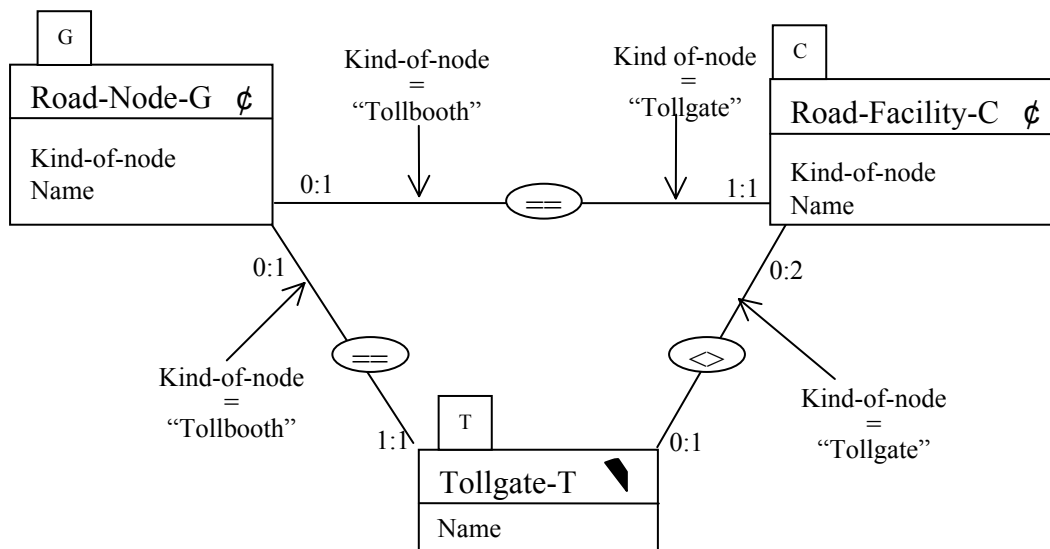 G
Road-Node-G ¢
Kind-of-node
Name
Kind-of-node
=
“Tollbooth”
Kind of-node
=
“Tollgate”
C
Road-Facility-C ¢
Kind-of-node
Name
0:1
==
1:1
0:1
0:2
==
<>
Kind-of-node
=
“Tollbooth”
Kind-of-node
=
“Tollgate”
1:1
0:1
T
Tollgate-T
Name